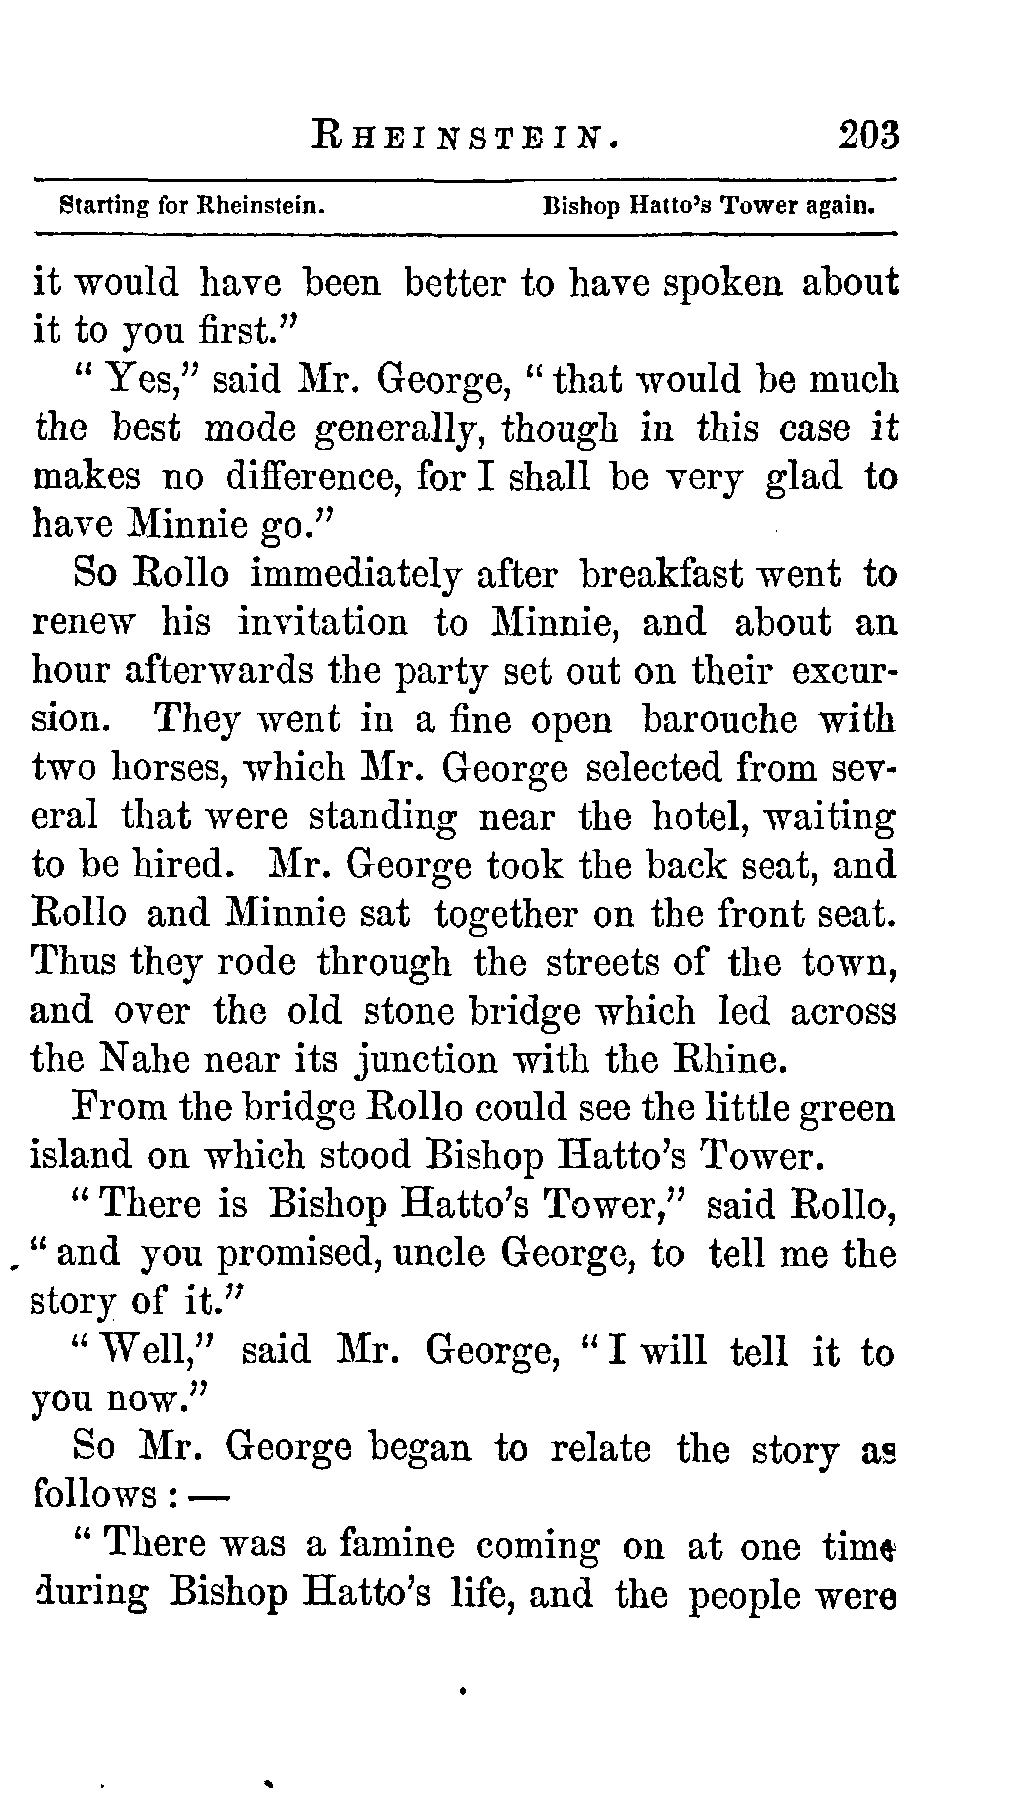 RHEINSTEIN. 203
Starting for Rheinstein. Bishop Hatto's Tower again.
it would have been better to have spoken about
it to you first."
"Yes," said Mr. George, "that would be much
the best mode generally, though in this case it
makes no difference, for I shall be very glad to
have Minnie go."
So Rollo immediately after breakfast went to
renew his invitation to Minnie, and about an
hour afterwards the party set out on their excur-
sion. They went in a fine open barouche with
two horses, which Mr. George selected from sev-
eral that were standing near the hotel, waiting
to be hired. Mr. George took the back seat, and
Rollo and Minnie sat together on the front seat.
Thus they rode through the streets of the town,
and over the old stone bridge which led across
the Nahe near its junction with the Rhine.
From the bridge Rollo could see the little green
island on which stood Bishop Hatto's Tower.
"There is Bishop Hatto's Tower," said Rollo,
"and you promised, uncle George, to tell me the
story of it."
"Well," said Mr. George, "I will tell it to
you now."
So Mr. George began to relate the story as
follows : —
"There was a famine coming on at one time
during Bishop Hatto's life, and the people were